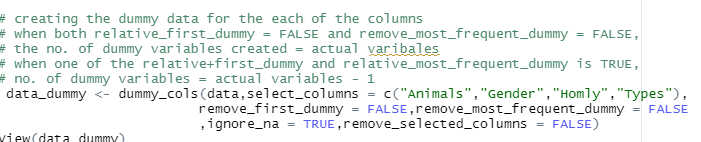 # creating the dummy data for the each of the columns
# when both relative_first_dummy = FALSE and remove_most_frequent_dummy = FALSE,
# the no. of dummy variables created = actual varibales
# when one of the relative+first_dummy and relative_most_frequent_dummy is TRUE,
# no. of dummy variables = actual variables - 1
data_dummy <- dummy_cols(data,select_columns = c("Animals","Gender","Homly","Types"),
remove_first_dummy = FALSE,remove_most_frequent_dummy = FALSE
,ignore_na = TRUE,remove_selected_columns = FALSE)
view(data_dummy)